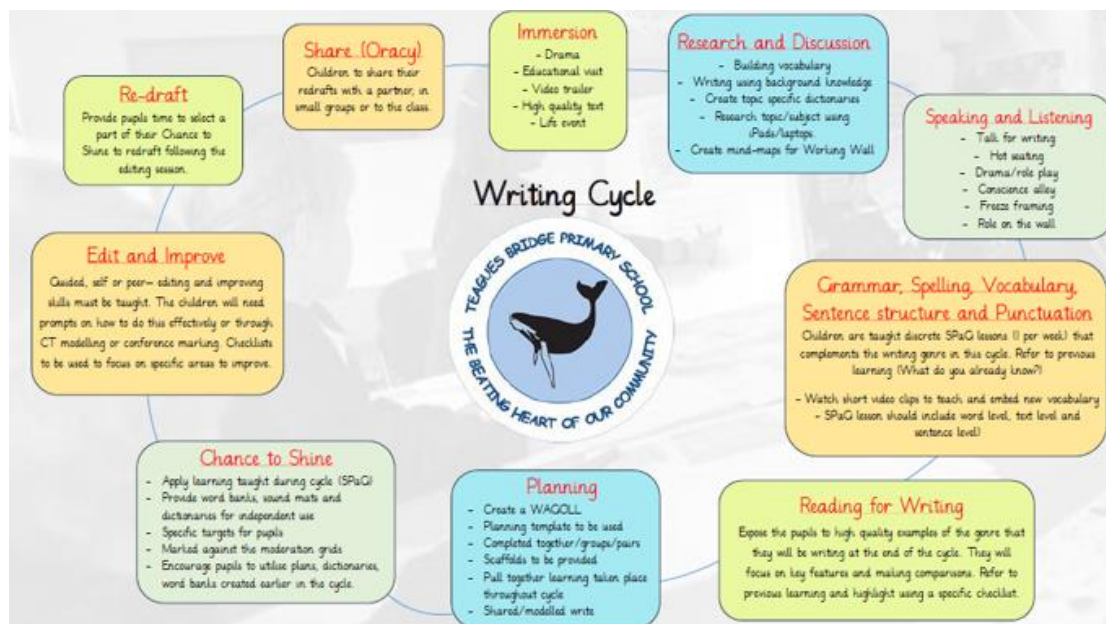 Writing Cycle
TEAGUES BRIDGE PRIMARY SCHOOL
THE BEATING HEART OF OUR COMMUNITY
Immersion
- Drama
- Educational visit
- Video trailer
- High quality text
- Life event
Research and Discussion
- Building vocabulary
- Writing using background knowledge
- Create topic specific dictionaries
- Research topic/subject using
iPads/laptops.
- Create mind-maps for Working Wall
Speaking and Listening
- Talk for writing
- Hot seating
- Drama/role play
- Conscience alley
- Freeze framing
- Role on the wall
Grammar, Spelling, Vocabulary,
Sentence structure and Punctuation
Children are taught discrete SPaG lessons (1 per week) that
complements the writing genre in this cycle. Refer to previous
learning (What do you already know?)
- Watch short video clips to teach and embed new vocabulary
- SPaG lesson should include word level, text level and
sentence level)
Reading for Writing
Expose the pupils to high quality examples of the genre that
they will be writing at the end of the cycle. They will
focus on key features and making comparisons. Refer to
previous learning and highlight using a specific checklist.
Planning
- Create a WAGOLL
- Planning template to be used
- Completed together/groups/pairs
- Scaffolds to be provided
- Pull together learning taken place
throughout cycle
- Shared/modelled write
Chance to Shine
- Apply learning taught during cycle (SPaG)
- Provide word banks, sound mats and
dictionaries for independent use
- Specific targets for pupils
- Marked against the moderation grids
- Encourage pupils to utilise plans, dictionaries,
word banks created earlier in the cycle.
Edit and Improve
Guided, self or peer– editing and improving
skills must be taught. The children will need
prompts on how to do this effectively or through
CT modelling or conference marking. Checklists
to be used to focus on specific areas to improve.
Re-draft
Provide pupils time to select a
part of their Chance to
Shine to redraft following the
editing session.
Share (Oracy)
Children to share their
redrafts with a partner, in
small groups or to the class.